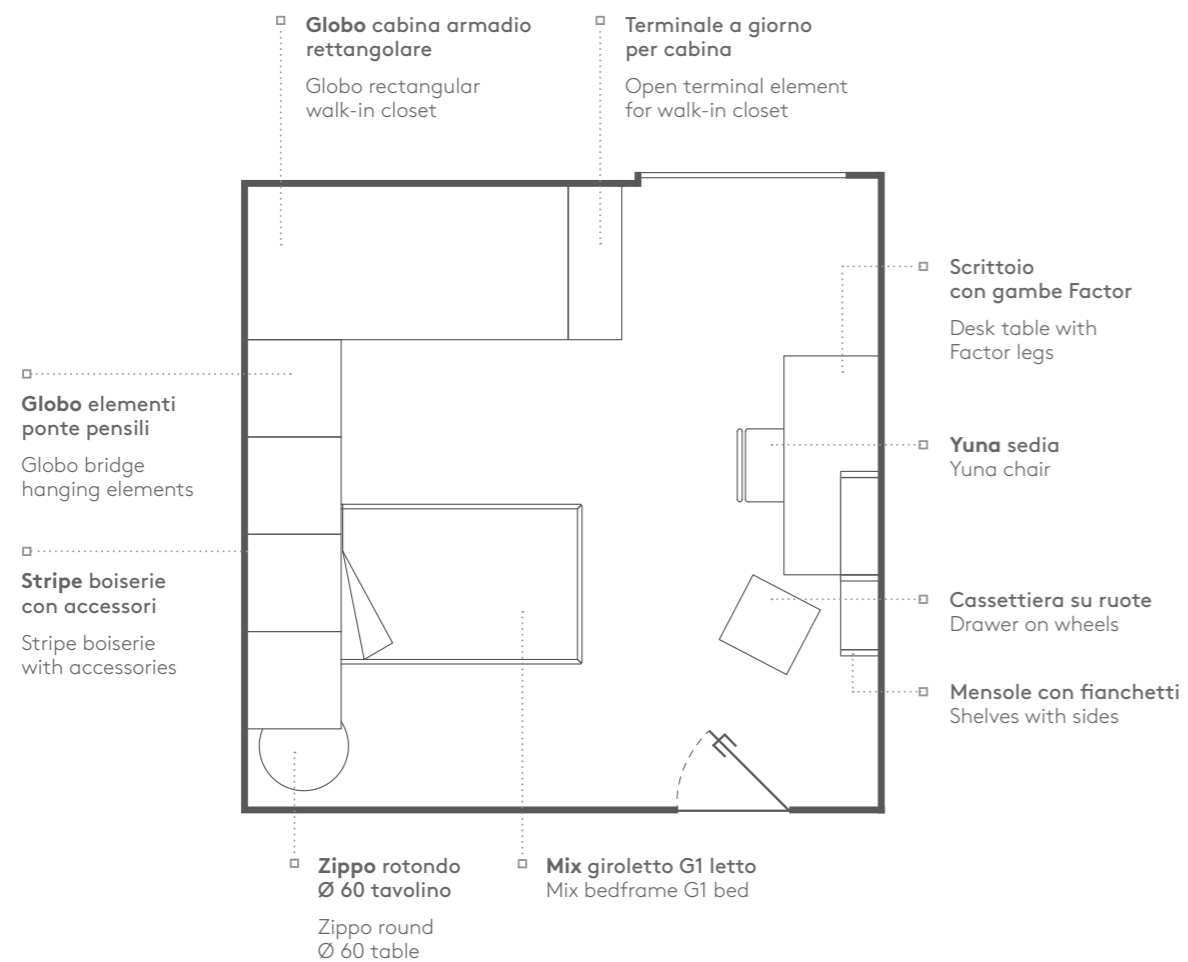 Globo cabina armadio
rettangolare
Globo rectangular
walk-in closet
Terminale a giorno
per cabina
Open terminal element
for walk-in closet
Scrittoio
con gambe Factor
Desk table with
Factor legs
Globo elementi
ponte pensili
Globo bridge
hanging elements
Yuna sedia
Yuna chair
Stripe boiserie
con accessori
Stripe boiserie
with accessories
Cassettiera su ruote
Drawer on wheels
Mensole con fianchetti
Shelves with sides
Zippo rotondo
Ø 60 tavolino
Zippo round
Ø 60 table
Mix giroletto G1 letto
Mix bedframe G1 bed